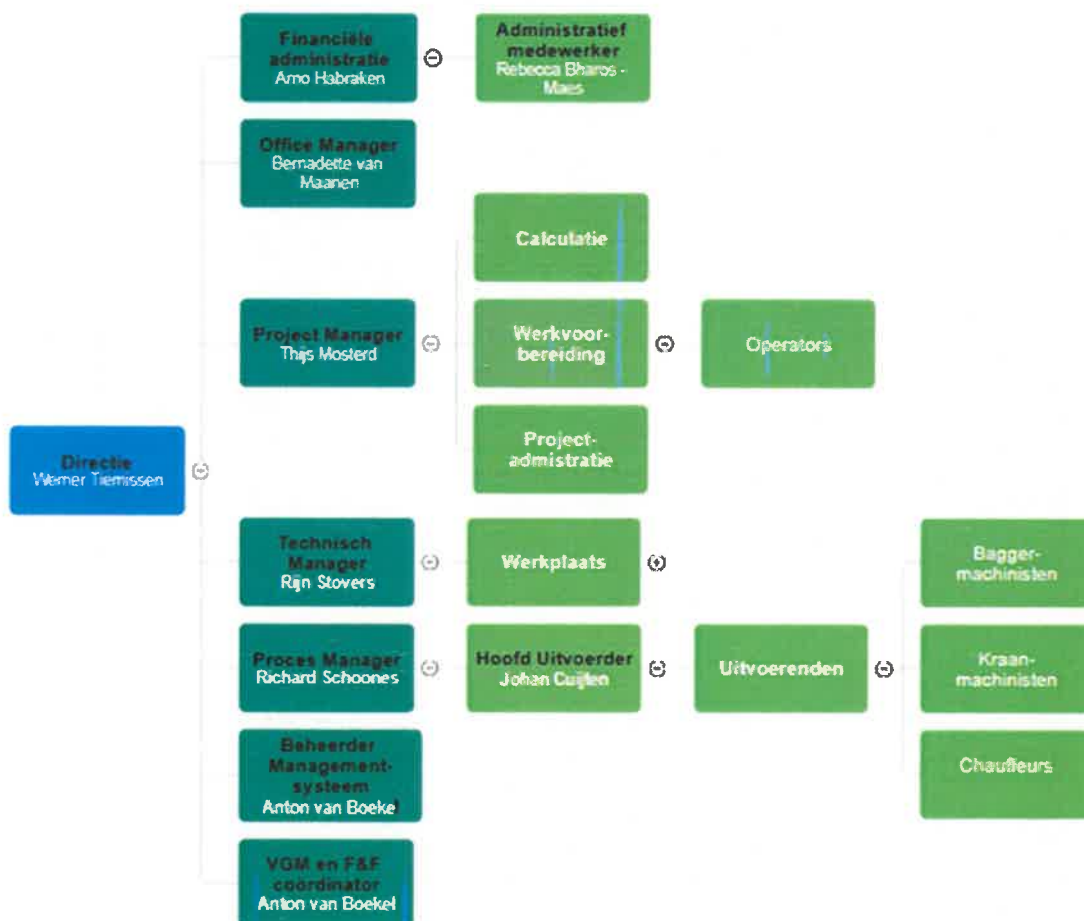 Financiële
administratie
Arno Habraken
Administratief
medewerker
Rebecca Bharos -
Maes
Office Manager
Bernadette van
Maanen
Calculatie
Project Manager
Thijs Mosterd
Werkvoor-
bereiding
Operators
Project-
admistratie
Directie
Werner Tiemissen
Technisch
Manager
Rijn Stovers
Werkplaats
Bagger-
machinisten
Proces Manager
Richard Schoones
Hoofd Uitvoerder
Johan Cuijten
Uitvoerenden
Kraan-
machinisten
Chauffeurs
Beheerder
Management-
systeem
Anton van Boekel
VGM en F&F
coördinator
Anton van Boekel